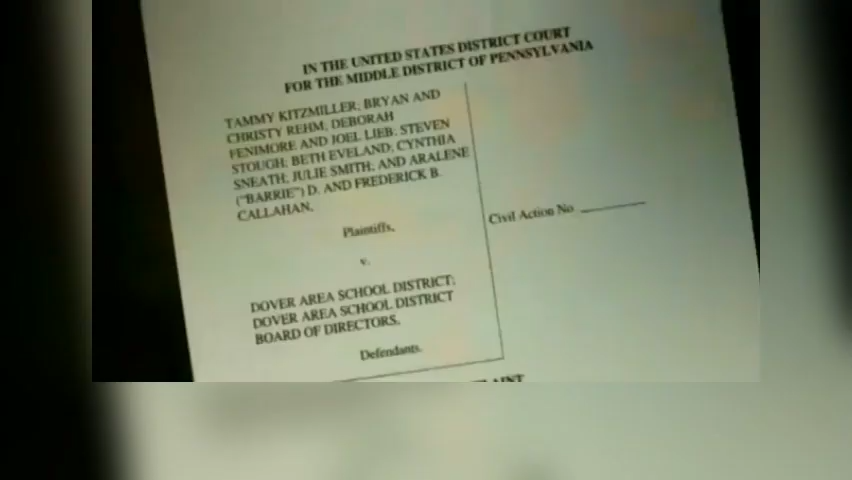 IN THE UNITED STATES DISTRICT COURT
FOR THE MIDDLE DISTRICT OF PENNSYLVANIA
TAMMY KITZMILLER; BRYAN AND
CHRISTY REHM; DEBORAH
FENIMORE AND JOEL LIEB; STEVEN
STOUGH; BETH EVELAND; CYNTHIA
SNEATH; JULIE SMITH; AND ARALENE
("BARRIE") D. AND FREDERICK B.
CALLAHAN,
Plaintiffs,
v.
Civil Action No.
DOVER AREA SCHOOL DISTRICT;
DOVER AREA SCHOOL DISTRICT
BOARD OF DIRECTORS,
Defendants.